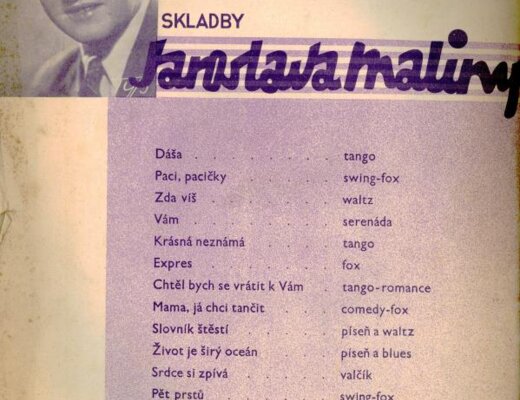 SKLADBY
Jaroslava Maliny
Dáša . . . . . . . . tango
Paci, pacičky . . . . . . swing-fox
Zda víš . . . . . . . waltz
Vám . . . . . . . . serenáda
Krásná neznámá . . . . . tango
Expres . . . . . . . fox
Chtěl bych se vrátit k Vám . tango-romance
Mama, já chci tančit . . . . comedy-fox
Slovník štěstí . . . . . píseň a waltz
Život je širý oceán . . . . píseň a blues
Srdce si zpívá . . . . . valčík
Pět prstů . . . . . . swing-fox